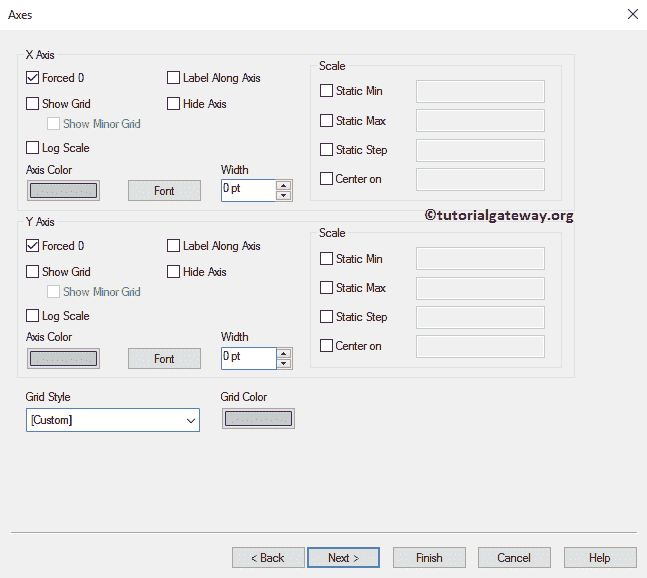 Axes
X Axis
Forced 0
Label Along Axis
Show Grid
Hide Axis
Show Minor Grid
Log Scale
Axis Color
Width
Font
0 pt
Scale
Static Min
Static Max
Static Step
Center on
©tutorialgateway.org
Y Axis
Forced 0
Label Along Axis
Show Grid
Hide Axis
Show Minor Grid
Log Scale
Axis Color
Width
Font
0 pt
Scale
Static Min
Static Max
Static Step
Center on
Grid Style
Grid Color
[Custom]
< Back
Next >
Finish
Cancel
Help